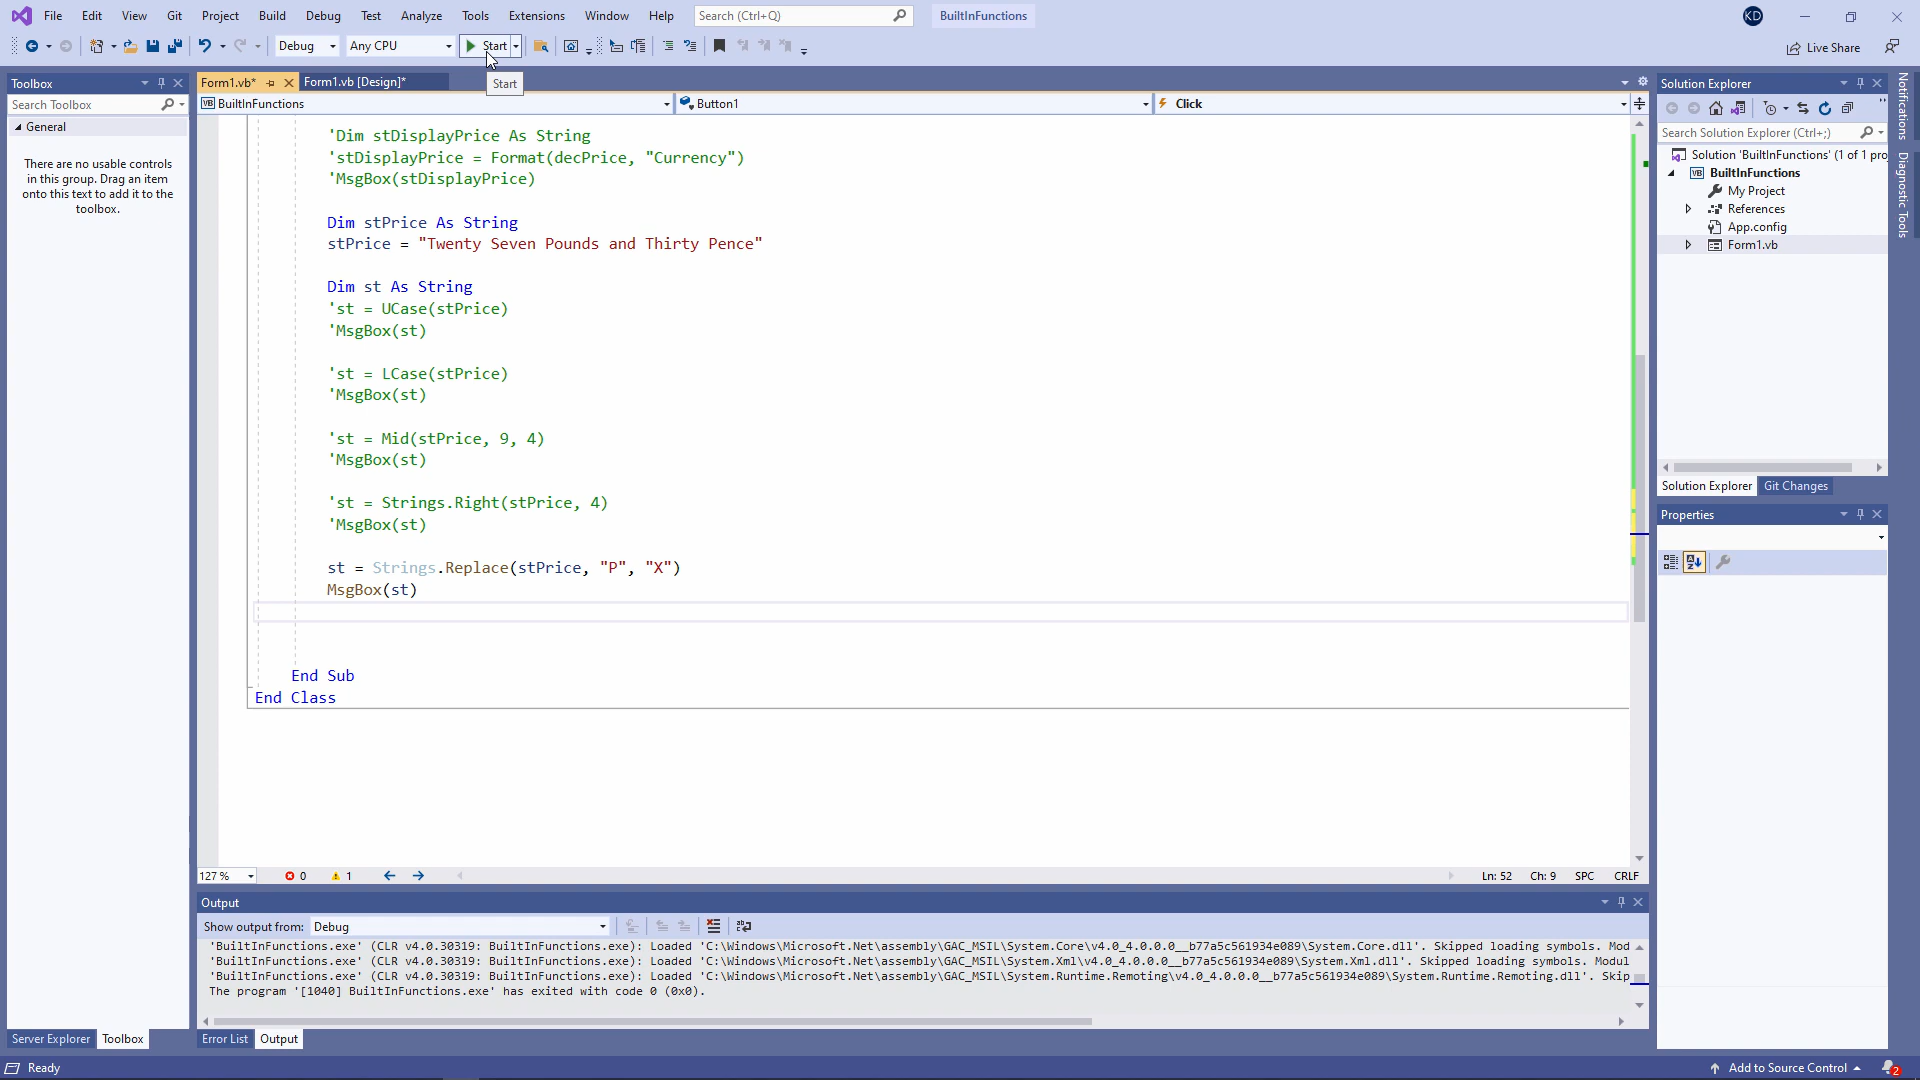 File Edit View Git Project Build Debug Test Analyze Tools Extensions Window Help Search (Ctrl+Q) BuiltInFunctions KD
Debug Any CPU Start Live Share
Toolbox
Form1.vb* Form1.vb [Design]*
Start
Solution Explorer
Search Toolbox
BuiltInFunctions Button1 Click
General
There are no usable controls
in this group. Drag an item
onto this text to add it to the
toolbox.
'Dim stDisplayPrice As String
'stDisplayPrice = Format(decPrice, "Currency")
'MsgBox(stDisplayPrice)
Dim stPrice As String
stPrice = "Twenty Seven Pounds and Thirty Pence"
Dim st As String
'st = UCase(stPrice)
'MsgBox(st)
'st = LCase(stPrice)
'MsgBox(st)
'st = Mid(stPrice, 9, 4)
'MsgBox(st)
'st = Strings.Right(stPrice, 4)
'MsgBox(st)
st = Strings.Replace(stPrice, "P", "X")
MsgBox(st)
End Sub
End Class
127 % 0 1 Ln: 52 Ch: 9 SPC CRLF
Search Solution Explorer (Ctrl+;)
Solution 'BuiltInFunctions' (1 of 1 pro
VB BuiltInFunctions
My Project
References
App.config
Form1.vb
Solution Explorer Git Changes
Properties
Notifications
Diagnostic Tools
Output
Show output from: Debug
'BuiltInFunctions.exe' (CLR v4.0.30319: BuiltInFunctions.exe): Loaded 'C:\Windows\Microsoft.Net\assembly\GAC_MSIL\System.Core\v4.0_4.0.0.0__b77a5c561934e089\System.Core.dll'. Skipped loading symbols. Mod
'BuiltInFunctions.exe' (CLR v4.0.30319: BuiltInFunctions.exe): Loaded 'C:\Windows\Microsoft.Net\assembly\GAC_MSIL\System.Xml\v4.0_4.0.0.0__b77a5c561934e089\System.Xml.dll'. Skipped loading symbols. Modul
'BuiltInFunctions.exe' (CLR v4.0.30319: BuiltInFunctions.exe): Loaded 'C:\Windows\Microsoft.Net\assembly\GAC_MSIL\System.Runtime.Remoting\v4.0_4.0.0.0__b77a5c561934e089\System.Runtime.Remoting.dll'. Skip
The program '[1040] BuiltInFunctions.exe' has exited with code 0 (0x0).
Server Explorer Toolbox Error List Output
Ready Add to Source Control 2